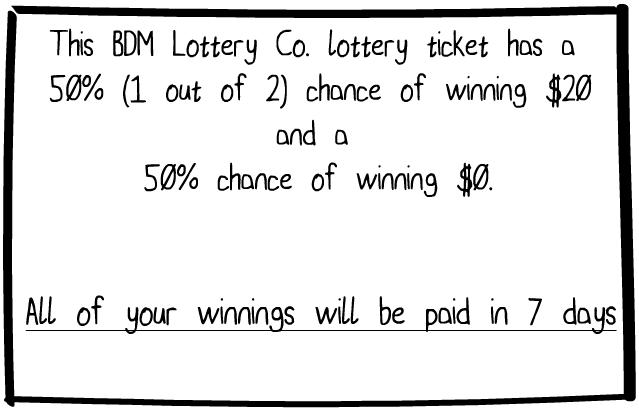 This BDM Lottery Co. lottery ticket has a
50% (1 out of 2) chance of winning $20
and a
50% chance of winning $0.
All of your winnings will be paid in 7 days